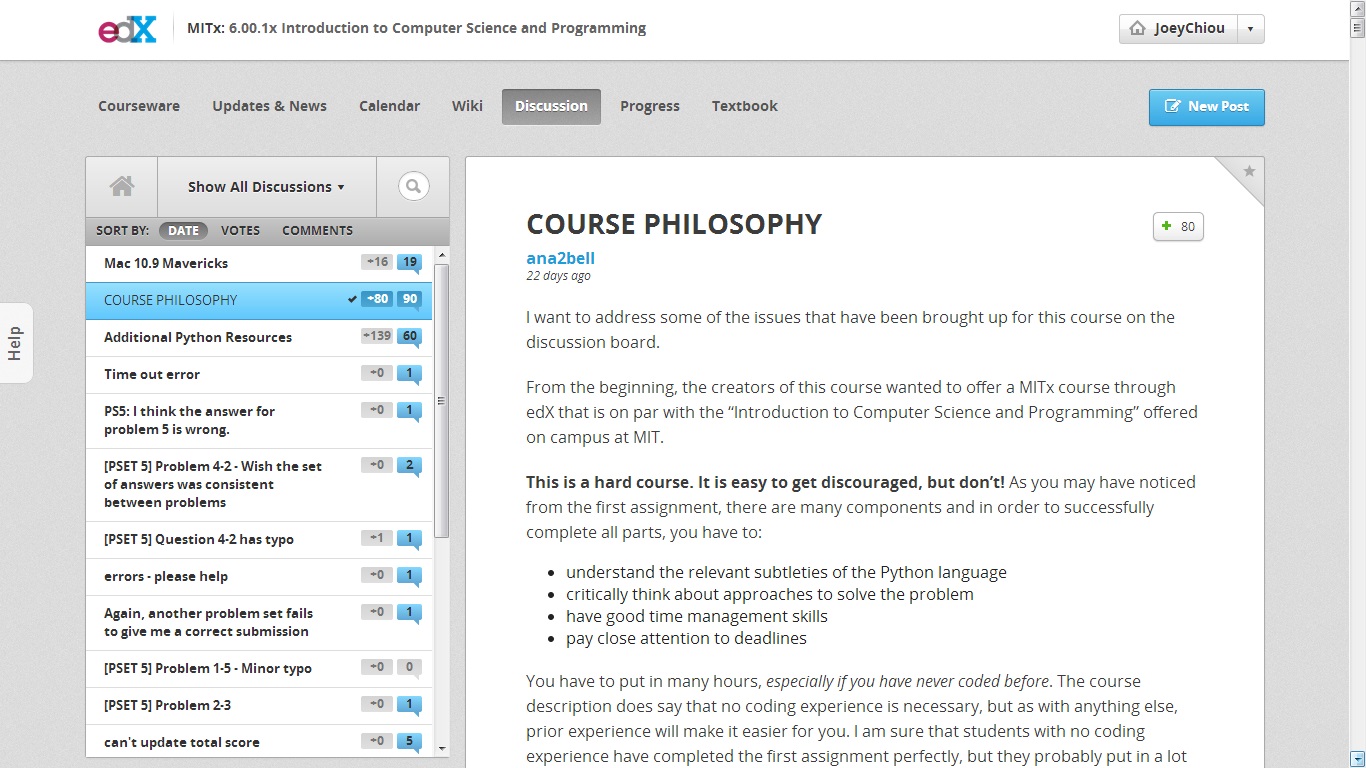 edX
MITx: 6.00.1x Introduction to Computer Science and Programming
JoeyChiou
Courseware
Updates & News
Calendar
Wiki
Discussion
Progress
Textbook
New Post
Help
Show All Discussions
SORT BY: DATE VOTES COMMENTS
Mac 10.9 Mavericks +16 19
COURSE PHILOSOPHY +80 90
Additional Python Resources +139 60
Time out error +0 1
PS5: I think the answer for +0 1
problem 5 is wrong.
[PSET 5] Problem 4-2 - Wish the set +0 2
of answers was consistent
between problems
[PSET 5] Question 4-2 has typo +1 1
errors - please help +0 1
Again, another problem set fails +0 1
to give me a correct submission
[PSET 5] Problem 1-5 - Minor typo +0 0
[PSET 5] Problem 2-3 +0 1
can't update total score +0 5
COURSE PHILOSOPHY
+ 80
ana2bell
22 days ago
I want to address some of the issues that have been brought up for this course on the
discussion board.
From the beginning, the creators of this course wanted to offer a MITx course through
edX that is on par with the “Introduction to Computer Science and Programming” offered
on campus at MIT.
This is a hard course. It is easy to get discouraged, but don’t! As you may have noticed
from the first assignment, there are many components and in order to successfully
complete all parts, you have to:
• understand the relevant subtleties of the Python language
• critically think about approaches to solve the problem
• have good time management skills
• pay close attention to deadlines
You have to put in many hours, especially if you have never coded before. The course
description does say that no coding experience is necessary, but as with anything else,
prior experience will make it easier for you. I am sure that students with no coding
experience have completed the first assignment perfectly, but they probably put in a lot